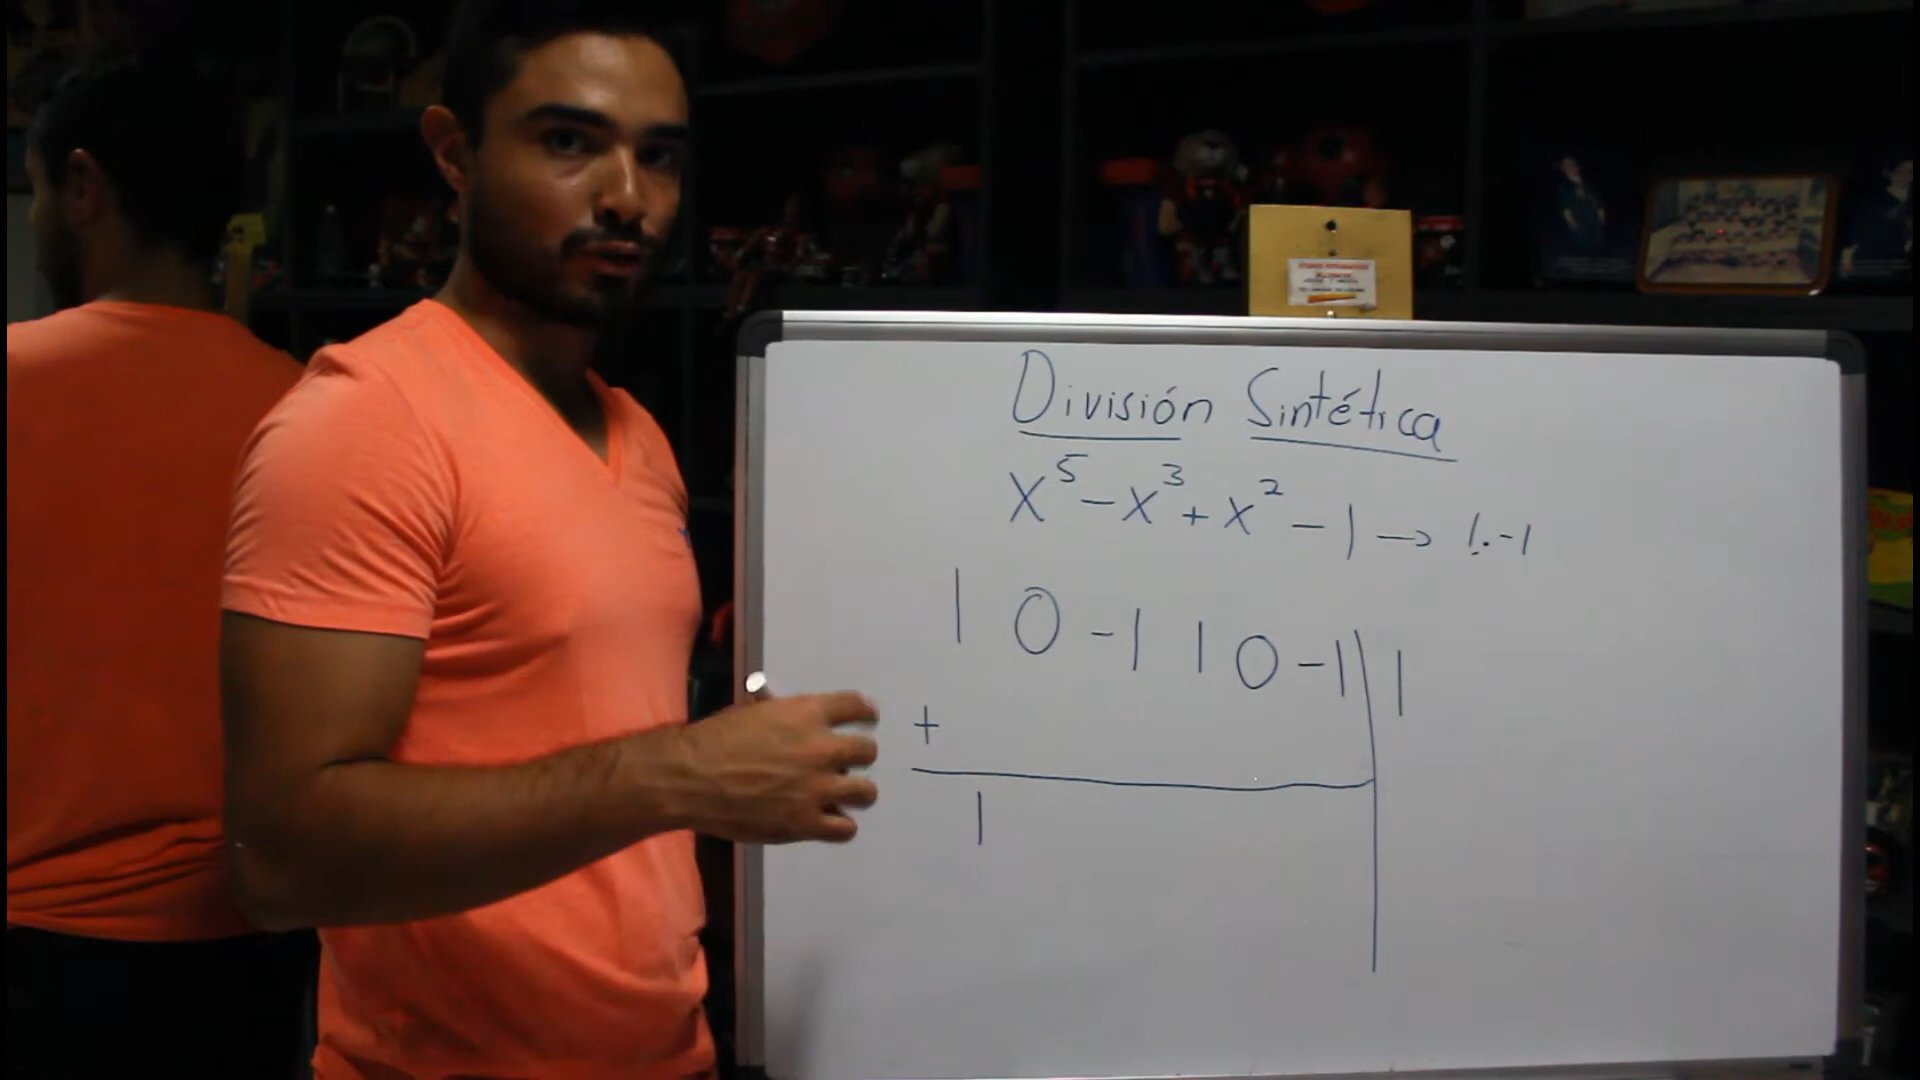 División Sintética
x⁵ - x³ + x² - 1 → 1. -1
1 0 -1 1 0 -1 | 1
+
1